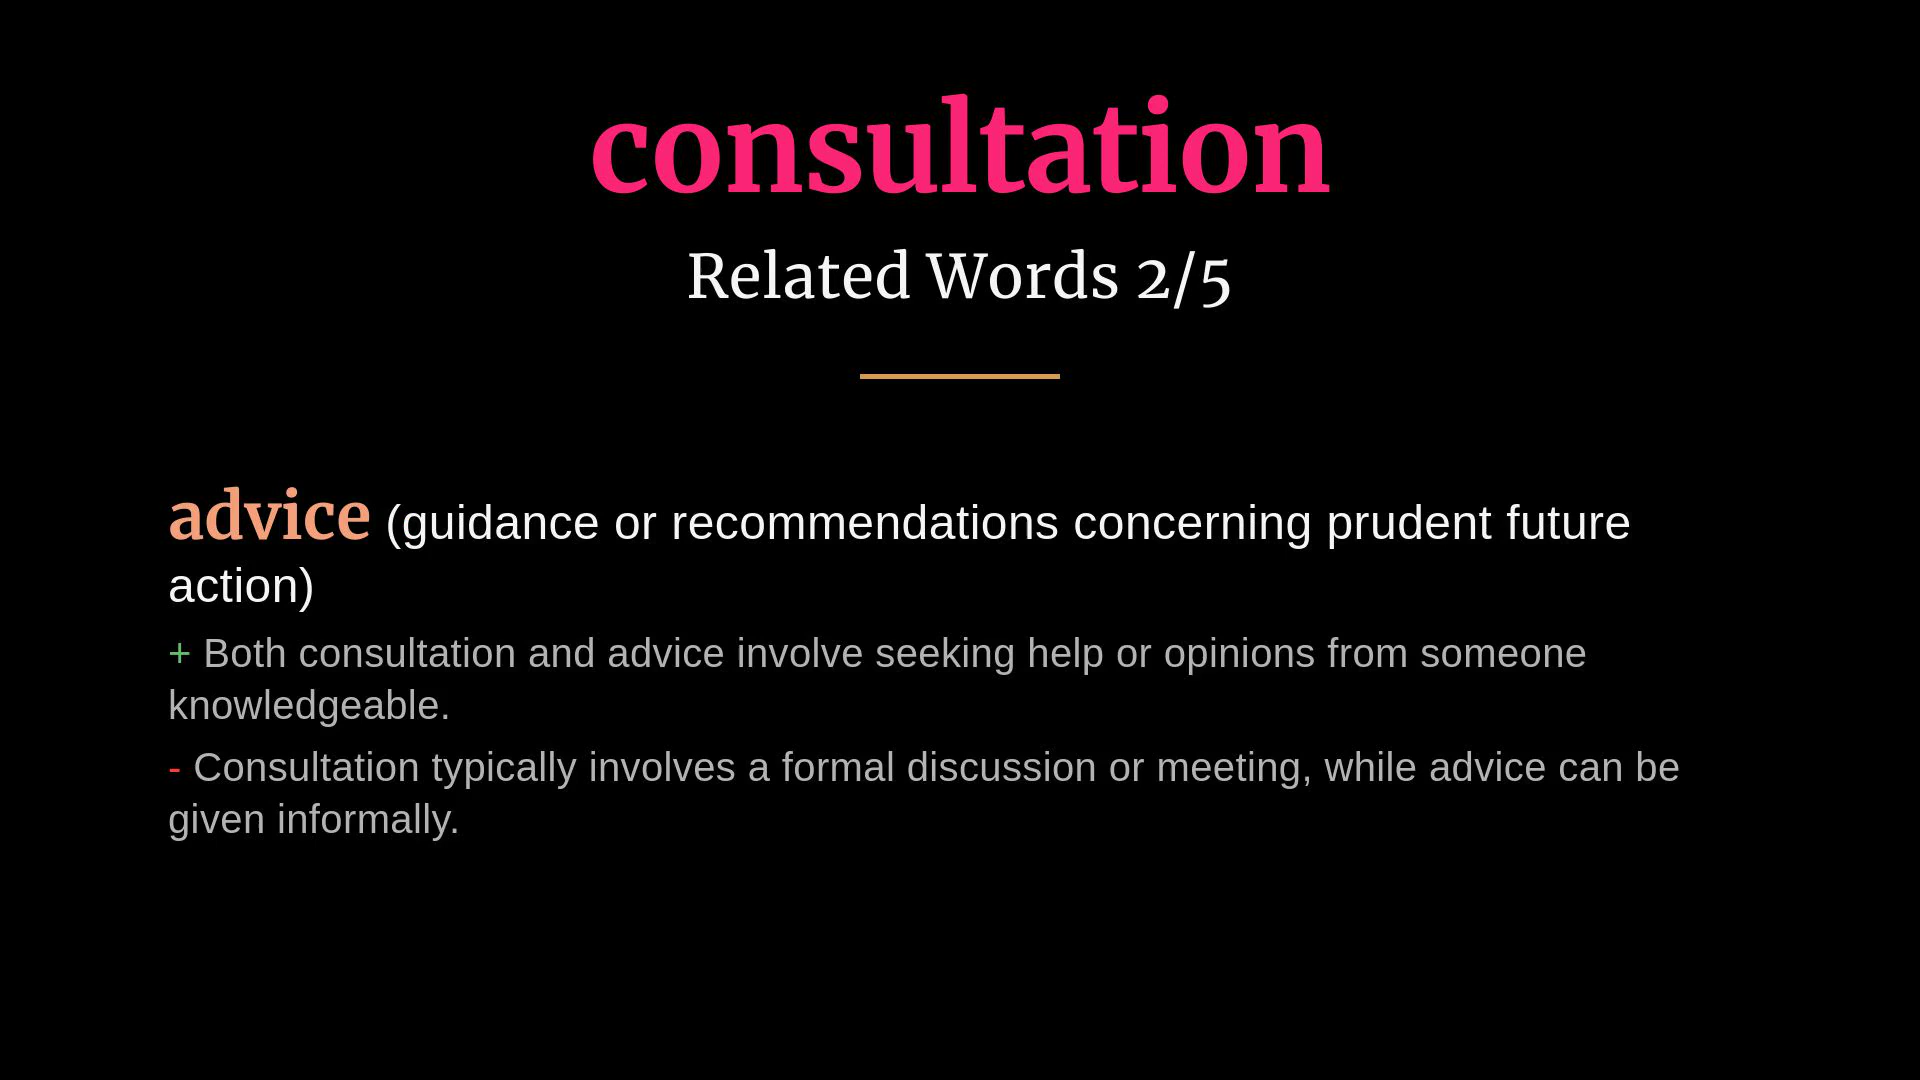 consultation
Related Words 2/5
advice (guidance or recommendations concerning prudent future
action)
+ Both consultation and advice involve seeking help or opinions from someone
knowledgeable.
- Consultation typically involves a formal discussion or meeting, while advice can be
given informally.